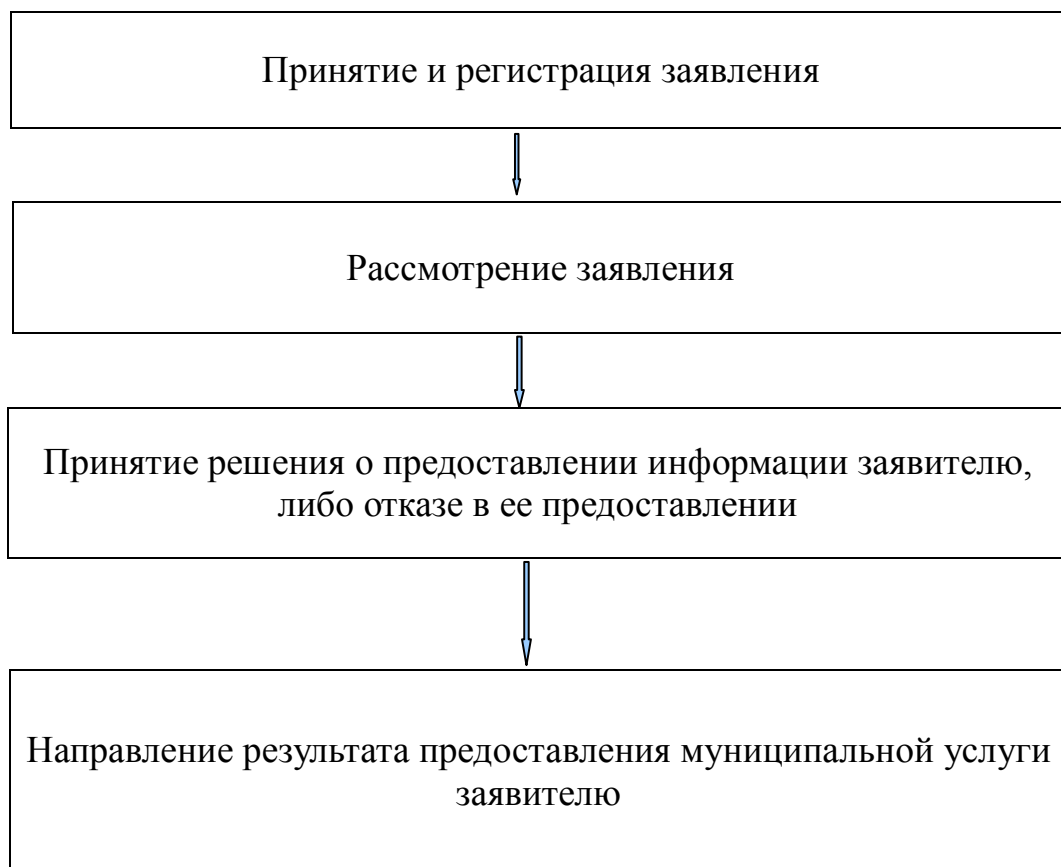 Принятие и регистрация заявления
Рассмотрение заявления
Принятие решения о предоставлении информации заявителю,
либо отказе в ее предоставлении
Направление результата предоставления муниципальной услуги
заявителю